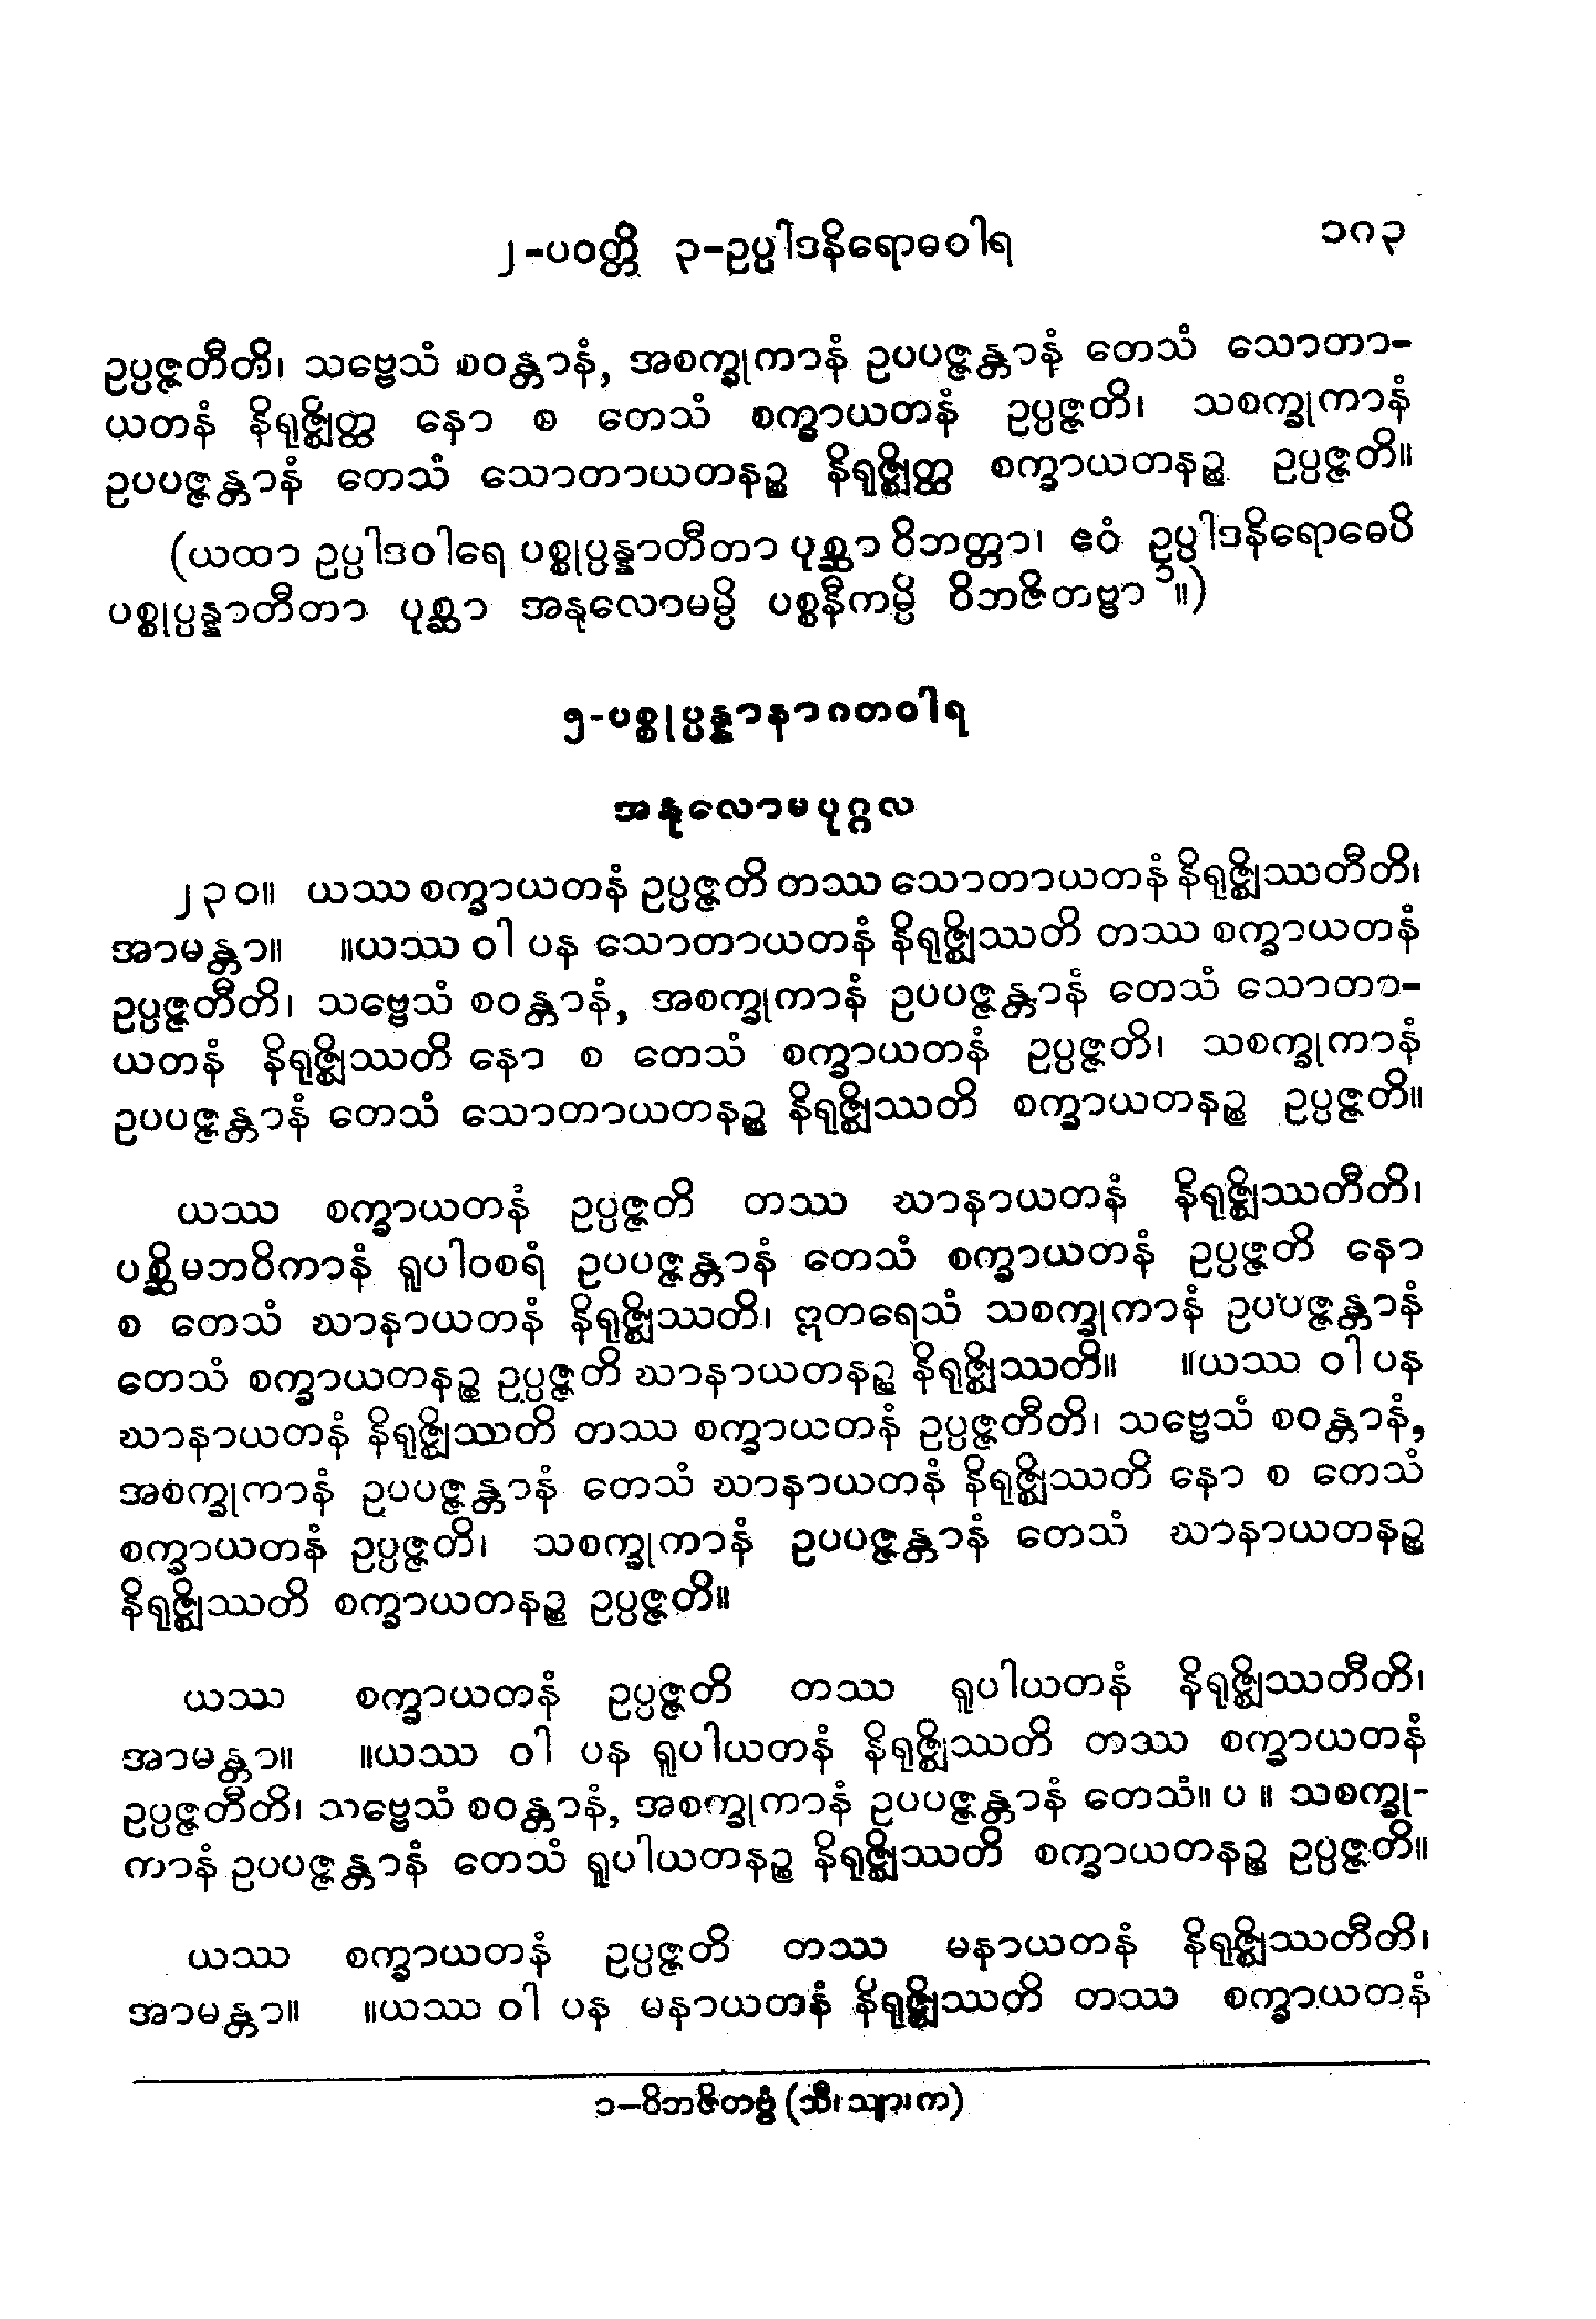 ၂-ပဝတ္တိ ၃-ဥပ္ပါဒနိရောဓဝါရ ၁၈၃
ဥပ္ပဇ္ဇတီတိ၊ သဗ္ဗေသံ စဝန္တာနံ, အစက္ခုကာနံ ဥပပဇ္ဇန္တာနံ တေသံ သောတာ-
ယတနံ နိရုဇ္ဈိတ္ထ နော စ တေသံ စက္ခာယတနံ ဥပ္ပဇ္ဇတိ၊ သစက္ခုကာနံ
ဥပပဇ္ဇန္တာနံ တေသံ သောတာယတနဉ္စ နိရုဇ္ဈိတ္ထ စက္ခာယတနဉ္စ ဥပ္ပဇ္ဇတိ။
(ယထာ ဥပ္ပါဒဝါရေ ပစ္စုပ္ပန္နာတီတာ ပုစ္ဆာ ဝိဘတ္တာ၊ ဧဝံ ဥပ္ပါဒနိရောဓေပိ
ပစ္စုပ္ပန္နာတီတာ ပုစ္ဆာ အနုလောမမ္ပိ ပစ္စနီကမ္ပိ ဝိဘဇိတဗ္ဗာ ၁။)
၅-ပစ္စုပ္ပန္နာနာဂတဝါရ
အနုလောမပုဂ္ဂလ
၂၃၀။ ယဿ စက္ခာယတနံ ဥပ္ပဇ္ဇတိ တဿ သောတာယတနံ နိရုဇ္ဈိဿတီတိ၊
အာမန္တာ။ ။ယဿ ဝါ ပန သောတာယတနံ နိရုဇ္ဈိဿတိ တဿ စက္ခာယတနံ
ဥပ္ပဇ္ဇတီတိ၊ သဗ္ဗေသံ စဝန္တာနံ, အစက္ခုကာနံ ဥပပဇ္ဇန္တာနံ တေသံ သောတာ-
ယတနံ နိရုဇ္ဈိဿတိ နော စ တေသံ စက္ခာယတနံ ဥပ္ပဇ္ဇတိ၊ သစက္ခုကာနံ
ဥပပဇ္ဇန္တာနံ တေသံ သောတာယတနဉ္စ နိရုဇ္ဈိဿတိ စက္ခာယတနဉ္စ ဥပ္ပဇ္ဇတိ။
ယဿ စက္ခာယတနံ ဥပ္ပဇ္ဇတိ တဿ ဃာနာယတနံ နိရုဇ္ဈိဿတီတိ၊
ပစ္ဆိမဘဝိကာနံ ရူပါဝစရံ ဥပပဇ္ဇန္တာနံ တေသံ စက္ခာယတနံ ဥပ္ပဇ္ဇတိ နော
စ တေသံ ဃာနာယတနံ နိရုဇ္ဈိဿတိ၊ ဣတရေသံ သစက္ခုကာနံ ဥပပဇ္ဇန္တာနံ
တေသံ စက္ခာယတနဉ္စ ဥပ္ပဇ္ဇတိ ဃာနာယတနဉ္စ နိရုဇ္ဈိဿတိ။ ။ယဿ ဝါ ပန
ဃာနာယတနံ နိရုဇ္ဈိဿတိ တဿ စက္ခာယတနံ ဥပ္ပဇ္ဇတီတိ၊ သဗ္ဗေသံ စဝန္တာနံ,
အစက္ခုကာနံ ဥပပဇ္ဇန္တာနံ တေသံ ဃာနာယတနံ နိရုဇ္ဈိဿတိ နော စ တေသံ
စက္ခာယတနံ ဥပ္ပဇ္ဇတိ၊ သစက္ခုကာနံ ဥပပဇ္ဇန္တာနံ တေသံ ဃာနာယတနဉ္စ
နိရုဇ္ဈိဿတိ စက္ခာယတနဉ္စ ဥပ္ပဇ္ဇတိ။
ယဿ စက္ခာယတနံ ဥပ္ပဇ္ဇတိ တဿ ရူပါယတနံ နိရုဇ္ဈိဿတီတိ၊
အာမန္တာ။ ။ယဿ ဝါ ပန ရူပါယတနံ နိရုဇ္ဈိဿတိ တဿ စက္ခာယတနံ
ဥပ္ပဇ္ဇတီတိ၊ သဗ္ဗေသံ စဝန္တာနံ, အစက္ခုကာနံ ဥပပဇ္ဇန္တာနံ တေသံ။ ပ ။ သစက္ခု-
ကာနံ ဥပပဇ္ဇန္တာနံ တေသံ ရူပါယတနဉ္စ နိရုဇ္ဈိဿတိ စက္ခာယတနဉ္စ ဥပ္ပဇ္ဇတိ။
ယဿ စက္ခာယတနံ ဥပ္ပဇ္ဇတိ တဿ မနာယတနံ နိရုဇ္ဈိဿတီတိ၊
အာမန္တာ။ ။ယဿ ဝါ ပန မနာယတနံ နိရုဇ္ဈိဿတိ တဿ စက္ခာယတနံ
၁–ဝိဘဇိတဗ္ဗံ (သီ၊ သျာ၊ က)